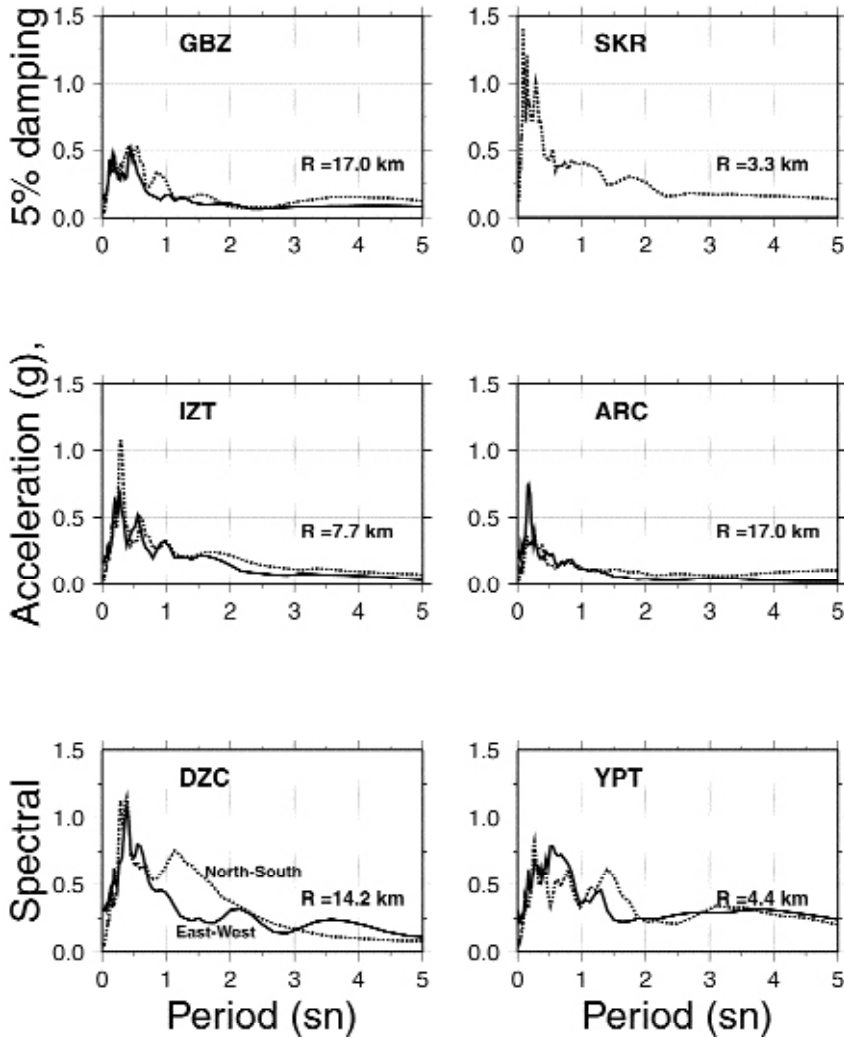 Spectral Acceleration (g), 5% damping
1.5
1.0
0.5
0.0
GBZ
R =17.0 km
0 1 2 3 4 5
1.5
1.0
0.5
0.0
SKR
R =3.3 km
0 1 2 3 4 5
1.5
1.0
0.5
0.0
IZT
R =7.7 km
0 1 2 3 4 5
1.5
1.0
0.5
0.0
ARC
R =17.0 km
0 1 2 3 4 5
1.5
1.0
0.5
0.0
DZC
North-South
R =14.2 km
East-West
0 1 2 3 4 5
Period (sn)
1.5
1.0
0.5
0.0
YPT
R =4.4 km
0 1 2 3 4 5
Period (sn)